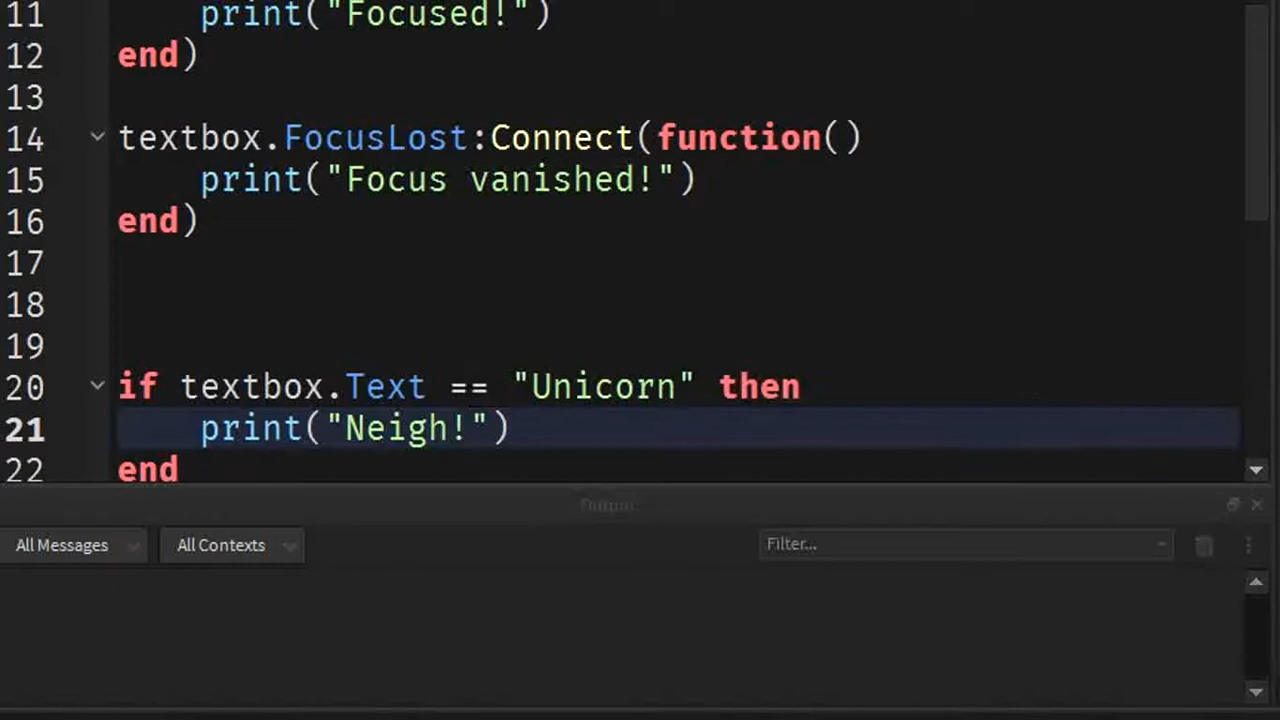 11 print("Focused!")
12 end)
13
14 textbox.FocusLost:Connect(function()
15 print("Focus vanished!")
16 end)
17
18
19
20 if textbox.Text == "Unicorn" then
21 print("Neigh!")
22 end
Output
All Messages All Contexts Filter...